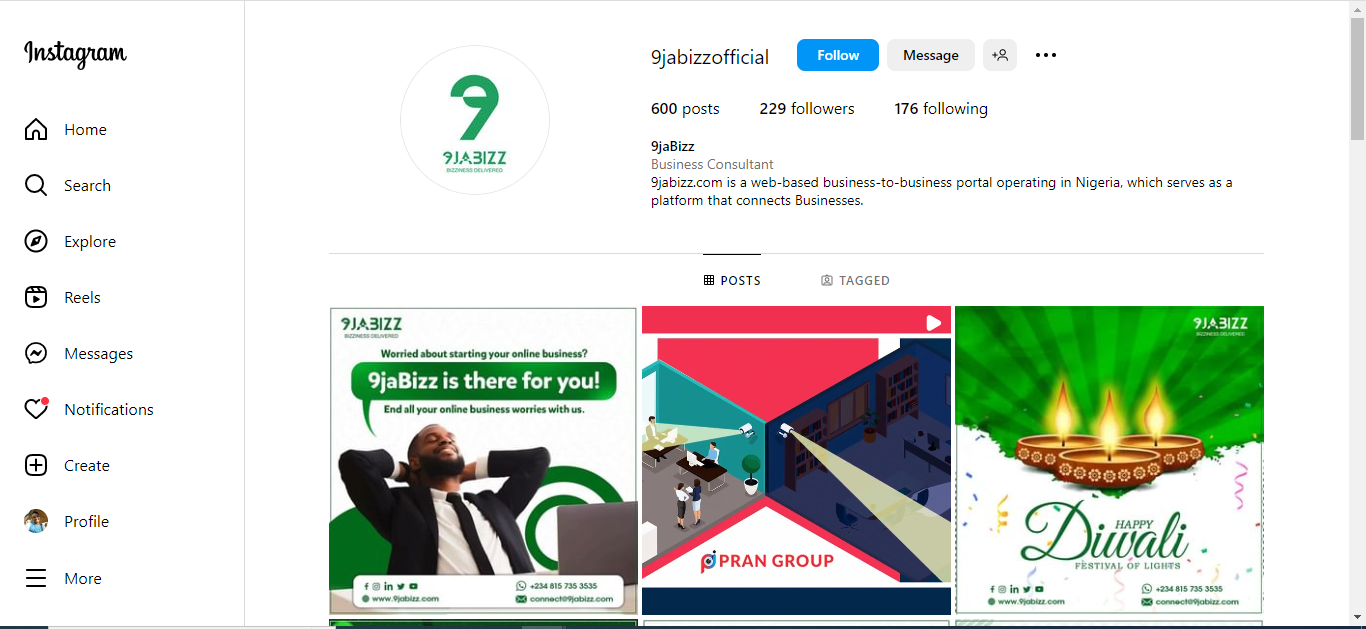 Instagram
Home
Search
Explore
Reels
Messages
Notifications
Create
Profile
More
9jabizzofficial
Follow
Message
600 posts
229 followers
176 following
9jaBizz
Business Consultant
9jabizz.com is a web-based business-to-business portal operating in Nigeria, which serves as a
platform that connects Businesses.
9JABIZZ
BIZZINESS DELIVERED
POSTS
TAGGED
9JABIZZ
BIZZINESS DELIVERED
Worried about starting your online business?
9jaBizz is there for you!
End all your online business worries with us.
+234 815 735 3535
www.9jabizz.com
connect@9jabizz.com
PRAN GROUP
9JABIZZ
BIZZINESS DELIVERED
HAPPY
Diwali
FESTIVAL OF LIGHTS
+234 815 735 3535
www.9jabizz.com
connect@9jabizz.com